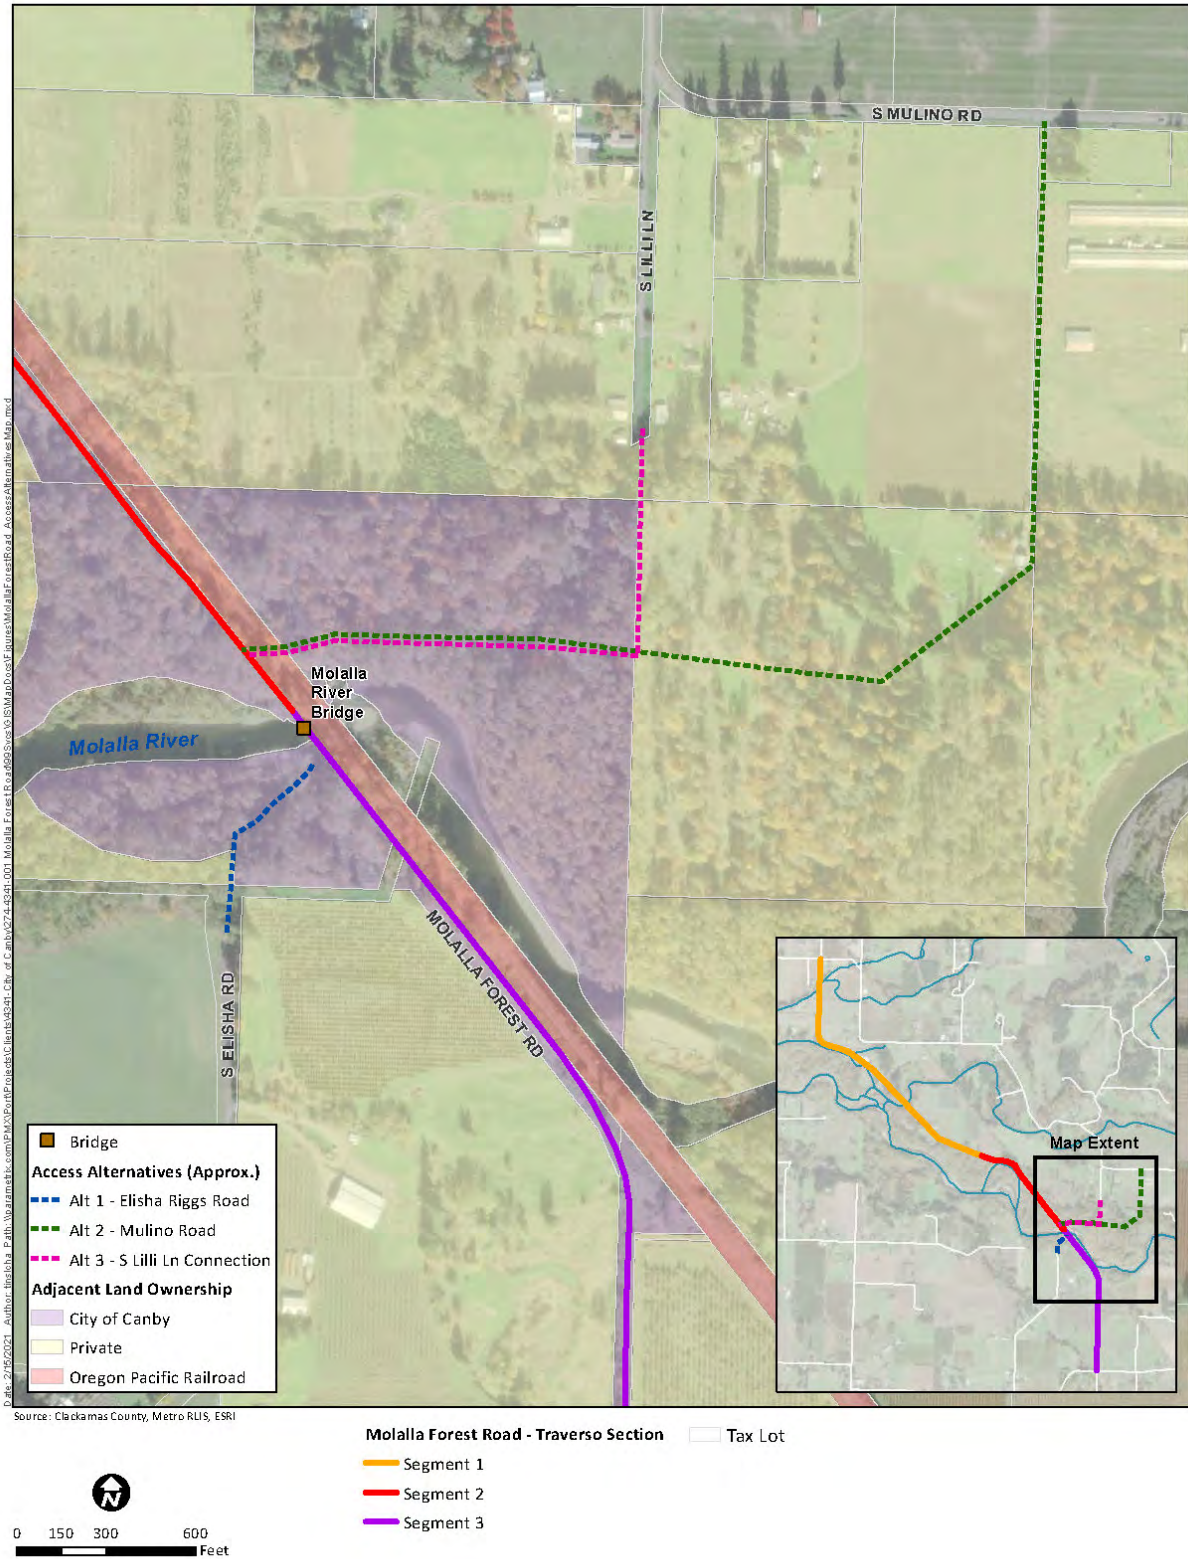 S MULINO RD
S LILLI LN
Molalla
River
Bridge
Molalla River
MOLALLA FOREST RD
S ELISHA RD
Map Extent
Bridge
Access Alternatives (Approx.)
Alt 1 - Elisha Riggs Road
Alt 2 - Mulino Road
Alt 3 - S Lilli Ln Connection
Adjacent Land Ownership
City of Canby
Private
Oregon Pacific Railroad
Source: Clackamas County, Metro RLIS, ESRI
Molalla Forest Road - Traverso Section
Tax Lot
Segment 1
Segment 2
Segment 3
N
0 150 300 600
Feet